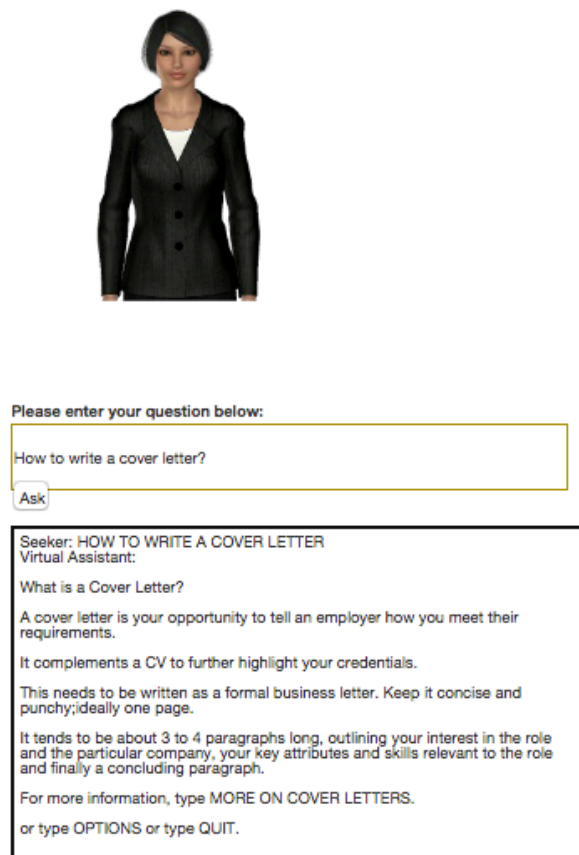 Please enter your question below:
How to write a cover letter?
Ask
Seeker: HOW TO WRITE A COVER LETTER
Virtual Assistant:
What is a Cover Letter?
A cover letter is your opportunity to tell an employer how you meet their
requirements.
It complements a CV to further highlight your credentials.
This needs to be written as a formal business letter. Keep it concise and
punchy;ideally one page.
It tends to be about 3 to 4 paragraphs long, outlining your interest in the role
and the particular company, your key attributes and skills relevant to the role
and finally a concluding paragraph.
For more information, type MORE ON COVER LETTERS.
or type OPTIONS or type QUIT.